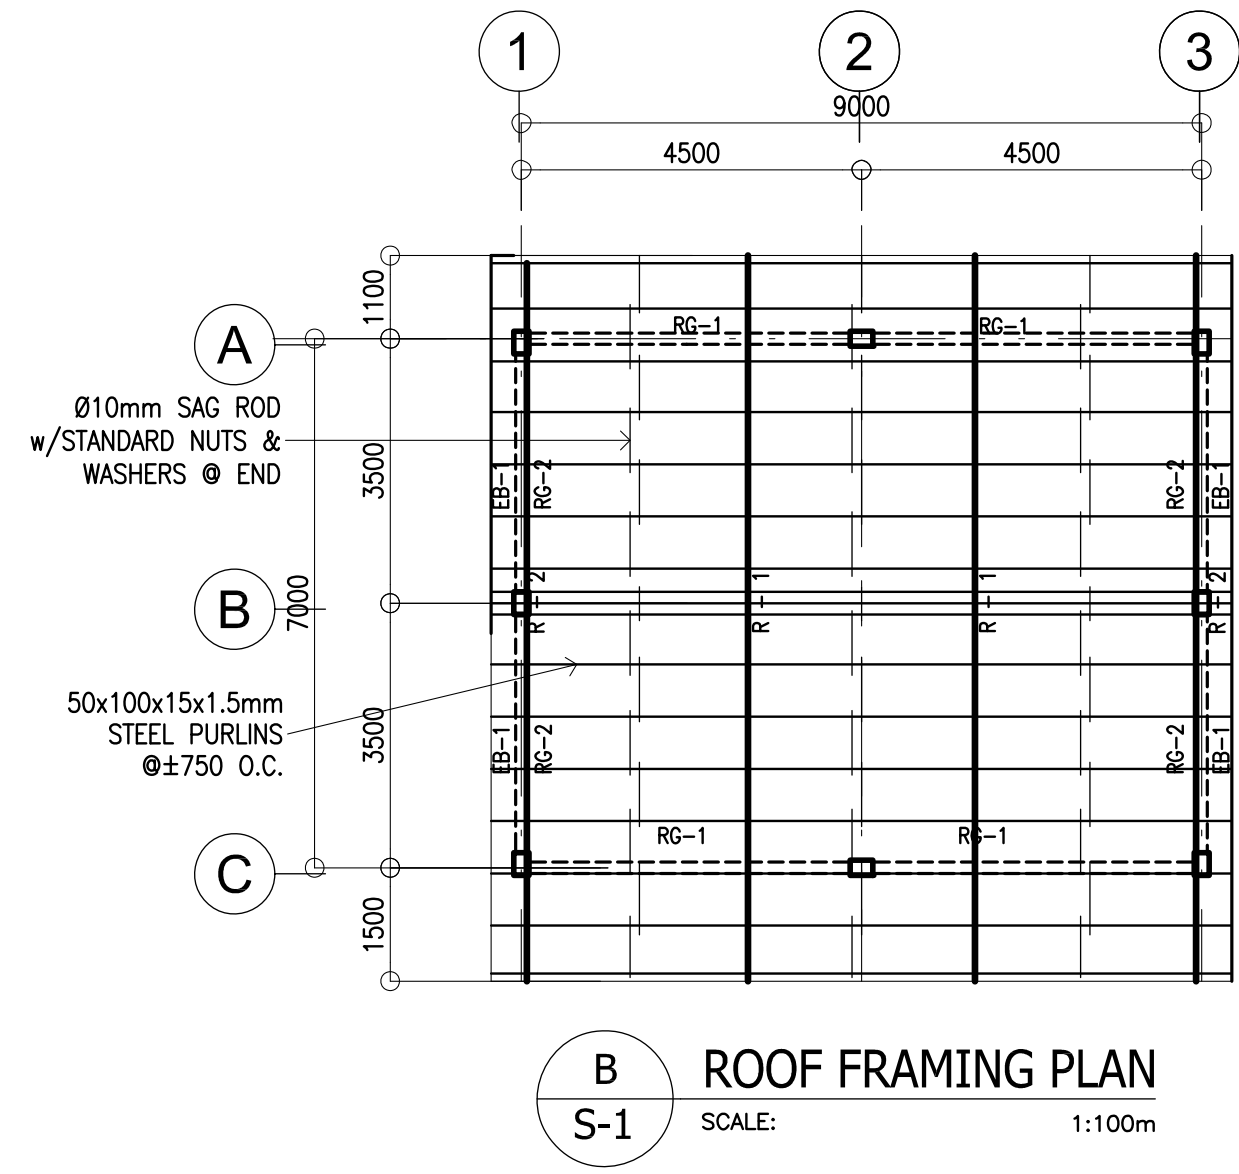 1
2
3
9000
4500
4500
1100
A
RG-1
RG-1
Ø10mm SAG ROD
w/STANDARD NUTS &
WASHERS @ END
3500
EB-1
RG-2
RG-2
EB-1
B
7000
R - 2
R - 1
R - 1
R - 2
50x100x15x1.5mm
STEEL PURLINS
@±750 O.C.
3500
EB-1
RG-2
RG-2
EB-1
RG-1
RG-1
C
1500
B
S-1
ROOF FRAMING PLAN
SCALE: 1:100m